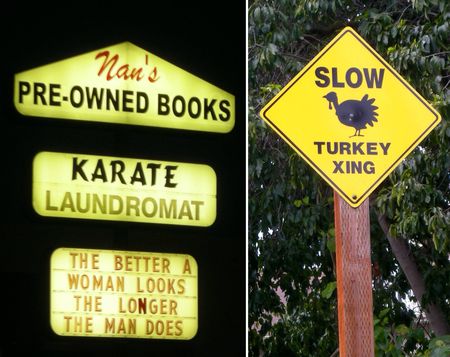 Nan's
PRE-OWNED BOOKS
KARATE
LAUNDROMAT
THE BETTER A
WOMAN LOOKS
THE LONGER
THE MAN DOES
SLOW
TURKEY
XING